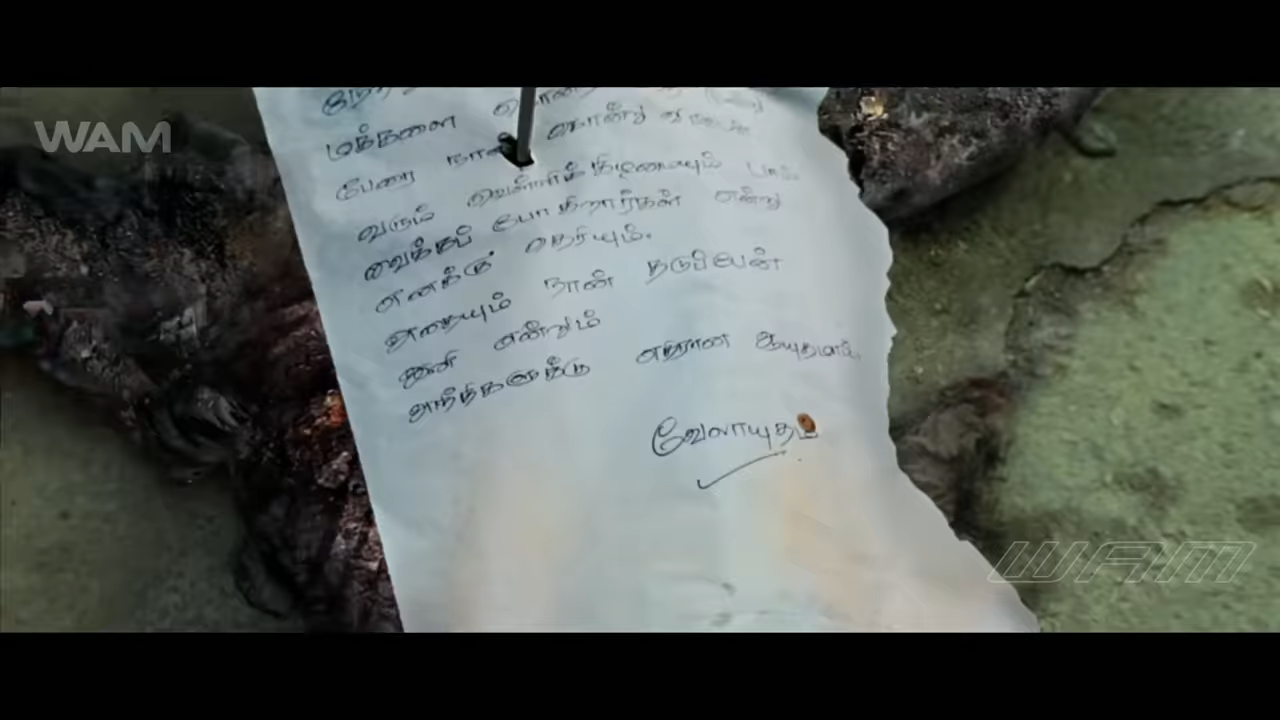 WAM
மக்களை
பேரை நான் கொன்று
வரும் வெள்ளிக்கிழமையும்
வைக்கப் போகிறார்கள் என்று
எனக்கு தெரியும்.
அதையும் நான் தடுப்பேன்
இனி என்றும்
அநீதிகளுக்கு எதிரான ஆயுதமாய்
வேலாயுதம்
WAM